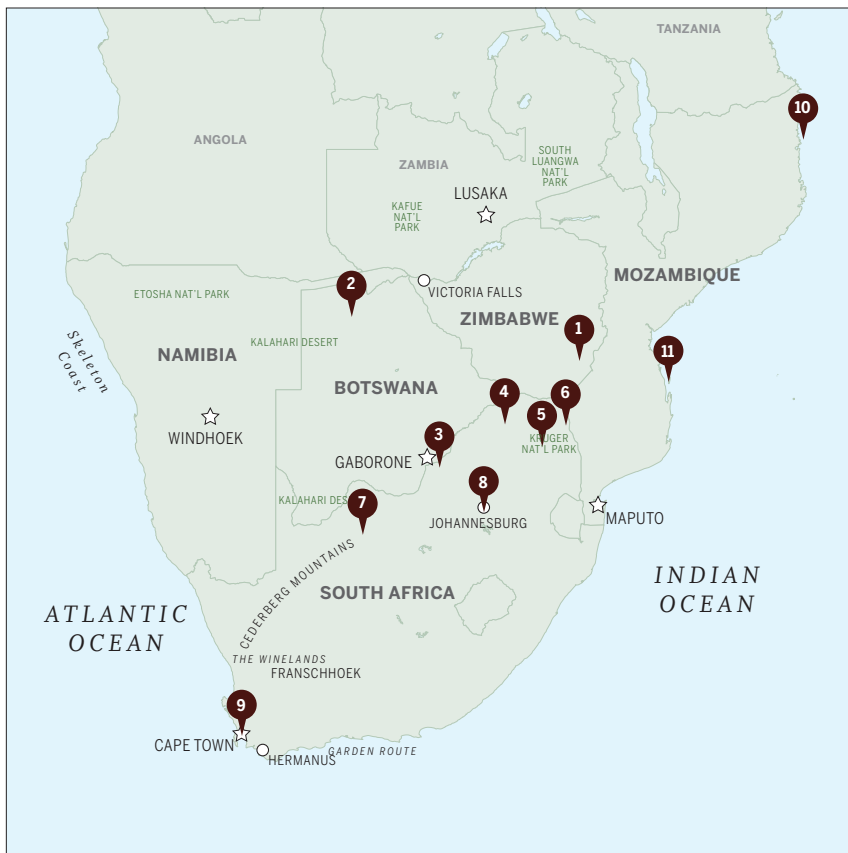 TANZANIA
10
ANGOLA
ZAMBIA
SOUTH
LUANGWA
NAT'L
PARK
LUSAKA
KAFUE
NAT'L
PARK
MOZAMBIQUE
2
VICTORIA FALLS
ETOSHA NAT'L PARK
ZIMBABWE
1
Skeleton
Coast
KALAHARI DESERT
NAMIBIA
11
BOTSWANA
4
6
5
WINDHOEK
3
KRUGER
NAT'L PARK
GABORONE
8
KALAHARI DES
7
JOHANNESBURG
MAPUTO
CEDERBERG MOUNTAINS
SOUTH AFRICA
INDIAN
OCEAN
ATLANTIC
OCEAN
THE WINELANDS
FRANSCHHOEK
9
CAPE TOWN
HERMANUS
GARDEN ROUTE